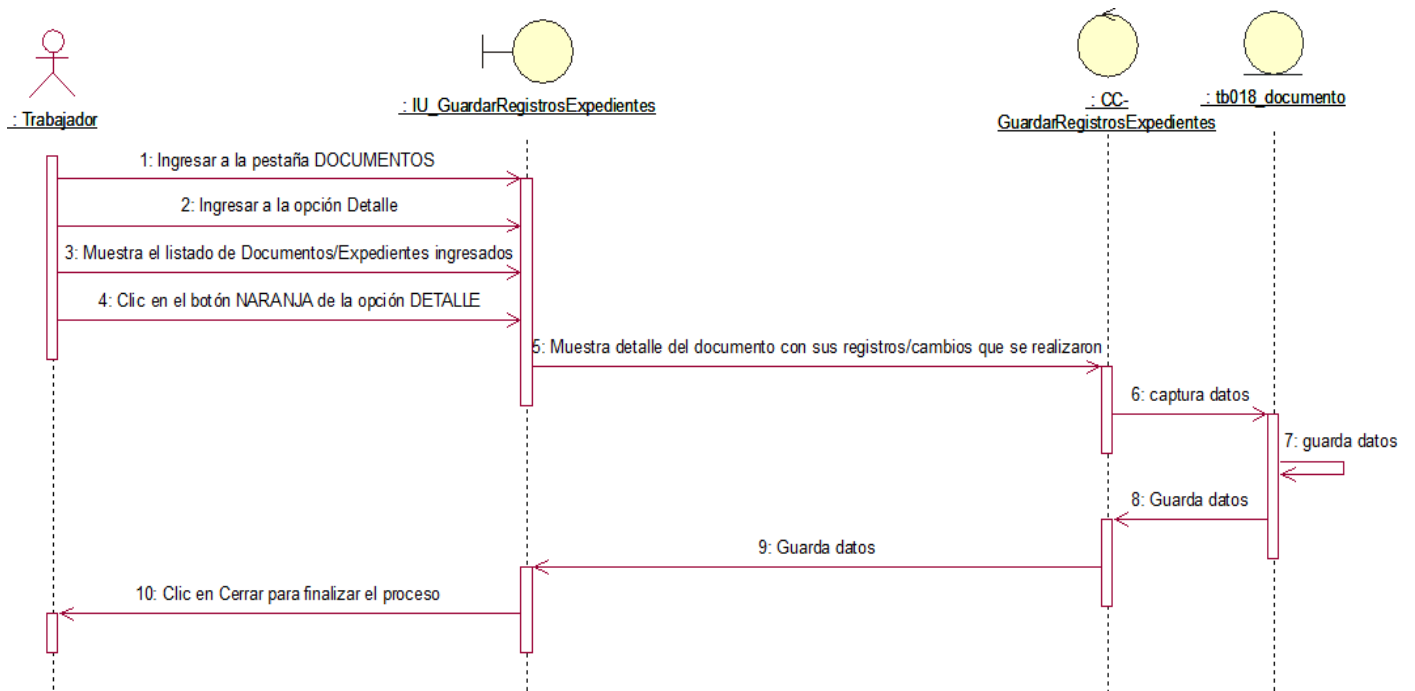 : Trabajador
: IU_GuardarRegistrosExpedientes
: CC-
GuardarRegistrosExpedientes
: tb018_documento
1: Ingresar a la pestaña DOCUMENTOS
2: Ingresar a la opción Detalle
3: Muestra el listado de Documentos/Expedientes ingresados
4: Clic en el botón NARANJA de la opción DETALLE
5: Muestra detalle del documento con sus registros/cambios que se realizaron
6: captura datos
7: guarda datos
8: Guarda datos
9: Guarda datos
10: Clic en Cerrar para finalizar el proceso